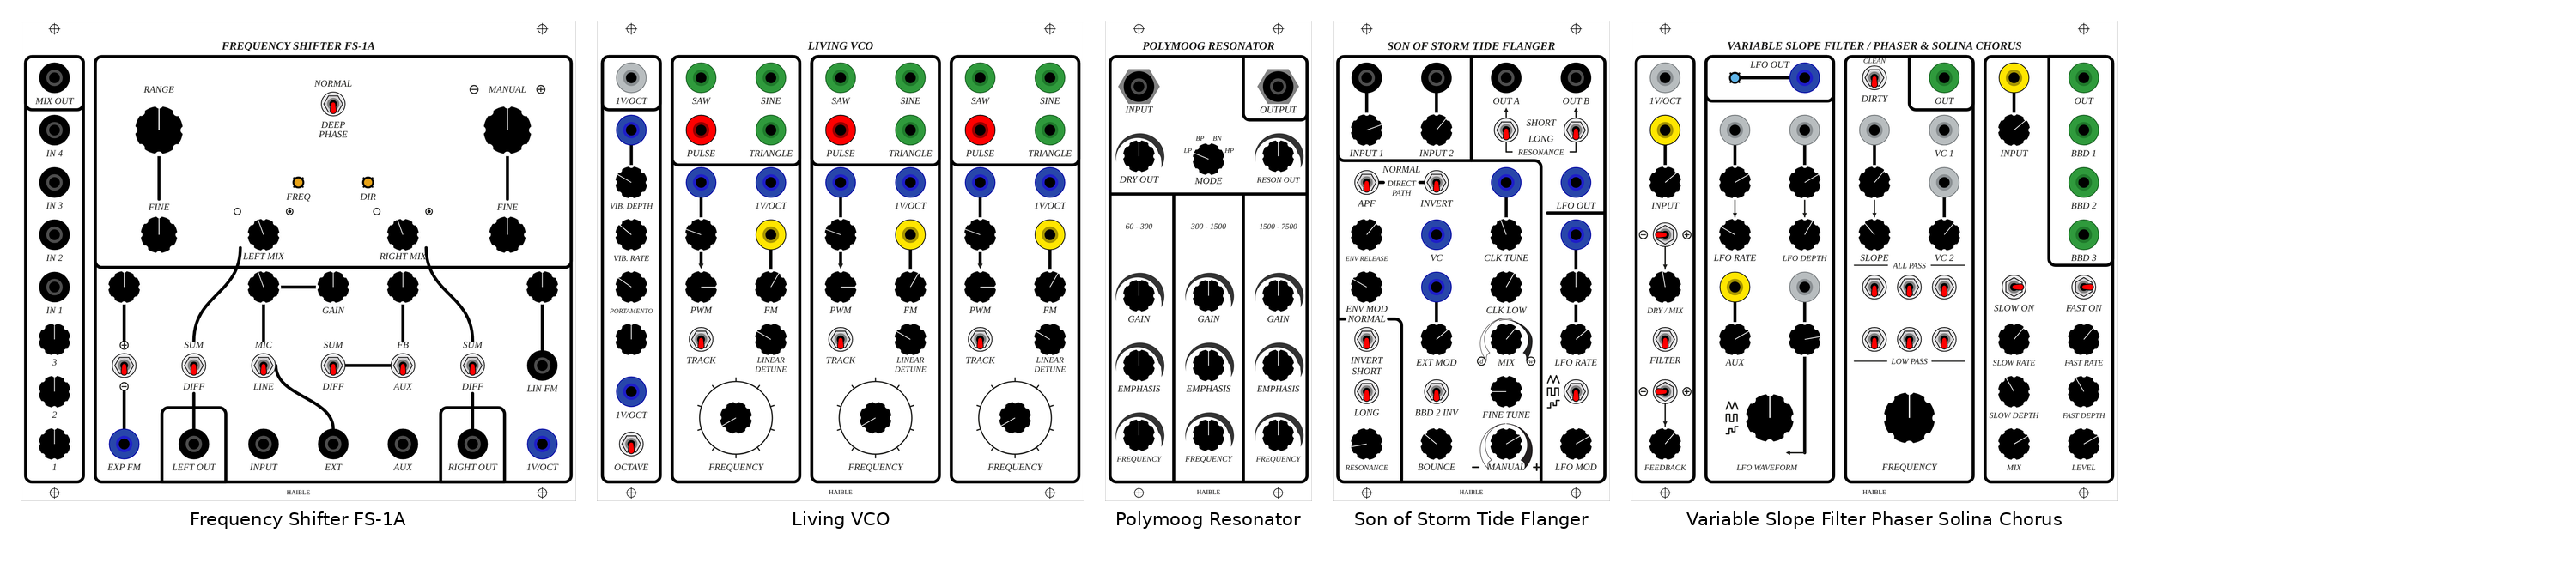 FREQUENCY SHIFTER FS-1A
MIX OUT
IN 4
IN 3
IN 2
IN 1
3
2
1
RANGE
NORMAL
DEEP
PHASE
MANUAL
FREQ
DIR
FINE
FINE
LEFT MIX
RIGHT MIX
GAIN
SUM
MIC
SUM
FB
SUM
DIFF
LINE
DIFF
AUX
DIFF
LIN FM
EXP FM
LEFT OUT
INPUT
EXT
AUX
RIGHT OUT
1V/OCT
HAIBLE
Frequency Shifter FS-1A
LIVING VCO
1V/OCT
VIB. DEPTH
VIB. RATE
PORTAMENTO
1V/OCT
OCTAVE
SAW
SINE
PULSE
TRIANGLE
1V/OCT
PWM
FM
TRACK
LINEAR
DETUNE
FREQUENCY
SAW
SINE
PULSE
TRIANGLE
1V/OCT
PWM
FM
TRACK
LINEAR
DETUNE
FREQUENCY
SAW
SINE
PULSE
TRIANGLE
1V/OCT
PWM
FM
TRACK
LINEAR
DETUNE
FREQUENCY
HAIBLE
Living VCO
POLYMOOG RESONATOR
INPUT
OUTPUT
BP BN
LP HP
DRY OUT
MODE
RESON OUT
60 - 300
300 - 1500
1500 - 7500
GAIN
GAIN
GAIN
EMPHASIS
EMPHASIS
EMPHASIS
FREQUENCY
FREQUENCY
FREQUENCY
HAIBLE
Polymoog Resonator
SON OF STORM TIDE FLANGER
OUT A
OUT B
INPUT 1
INPUT 2
SHORT
LONG
RESONANCE
NORMAL
DIRECT
PATH
APF
INVERT
LFO OUT
ENV RELEASE
VC
CLK TUNE
ENV MOD
CLK LOW
NORMAL
INVERT
EXT MOD
MIX
LFO RATE
SHORT
LONG
BBD 2 INV
FINE TUNE
RESONANCE
BOUNCE
MANUAL
LFO MOD
HAIBLE
Son of Storm Tide Flanger
VARIABLE SLOPE FILTER / PHASER & SOLINA CHORUS
1V/OCT
INPUT
DRY / MIX
FILTER
FEEDBACK
LFO OUT
LFO RATE
LFO DEPTH
AUX
LFO WAVEFORM
CLEAN
DIRTY
OUT
VC 1
SLOPE
VC 2
ALL PASS
LOW PASS
FREQUENCY
INPUT
OUT
BBD 1
BBD 2
BBD 3
SLOW ON
FAST ON
SLOW RATE
FAST RATE
SLOW DEPTH
FAST DEPTH
MIX
LEVEL
HAIBLE
Variable Slope Filter Phaser Solina Chorus